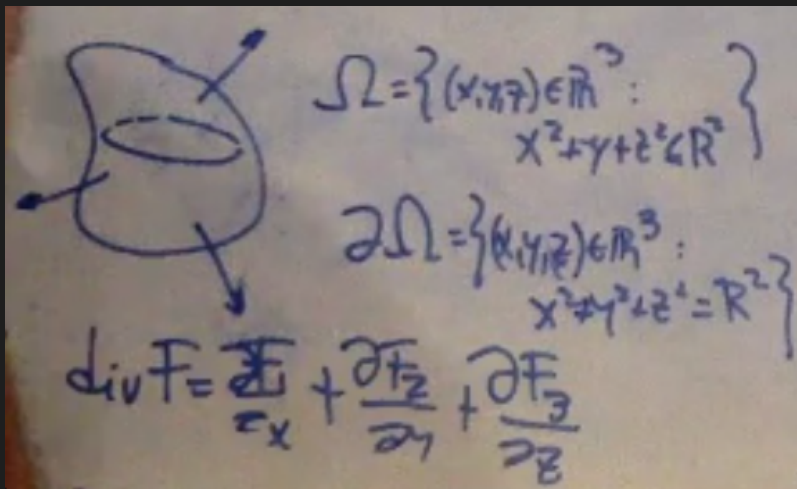 Ω={(x,y,z)∈ℝ³:
x²+y+z²≤R²}
∂Ω={(x,y,z)∈ℝ³:
x²+y²+z²=R²}
div F = ∂F₁/∂x + ∂F₂/∂y + ∂F₃/∂z